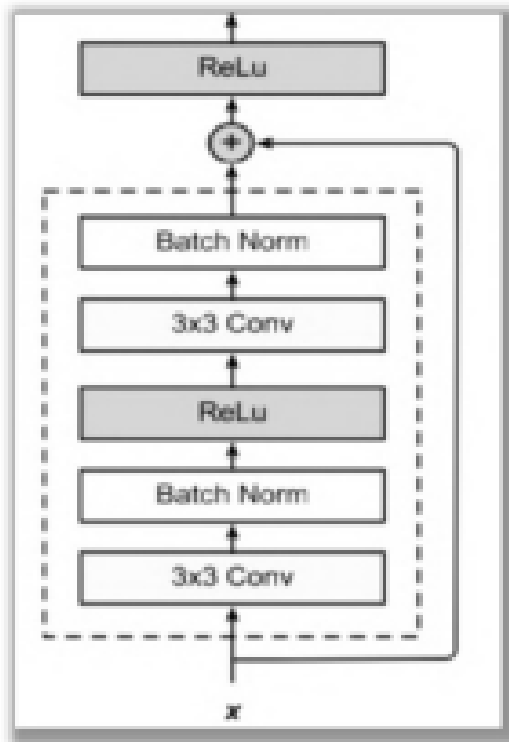 ReLu
+
Batch Norm
3x3 Conv
ReLu
Batch Norm
3x3 Conv
x